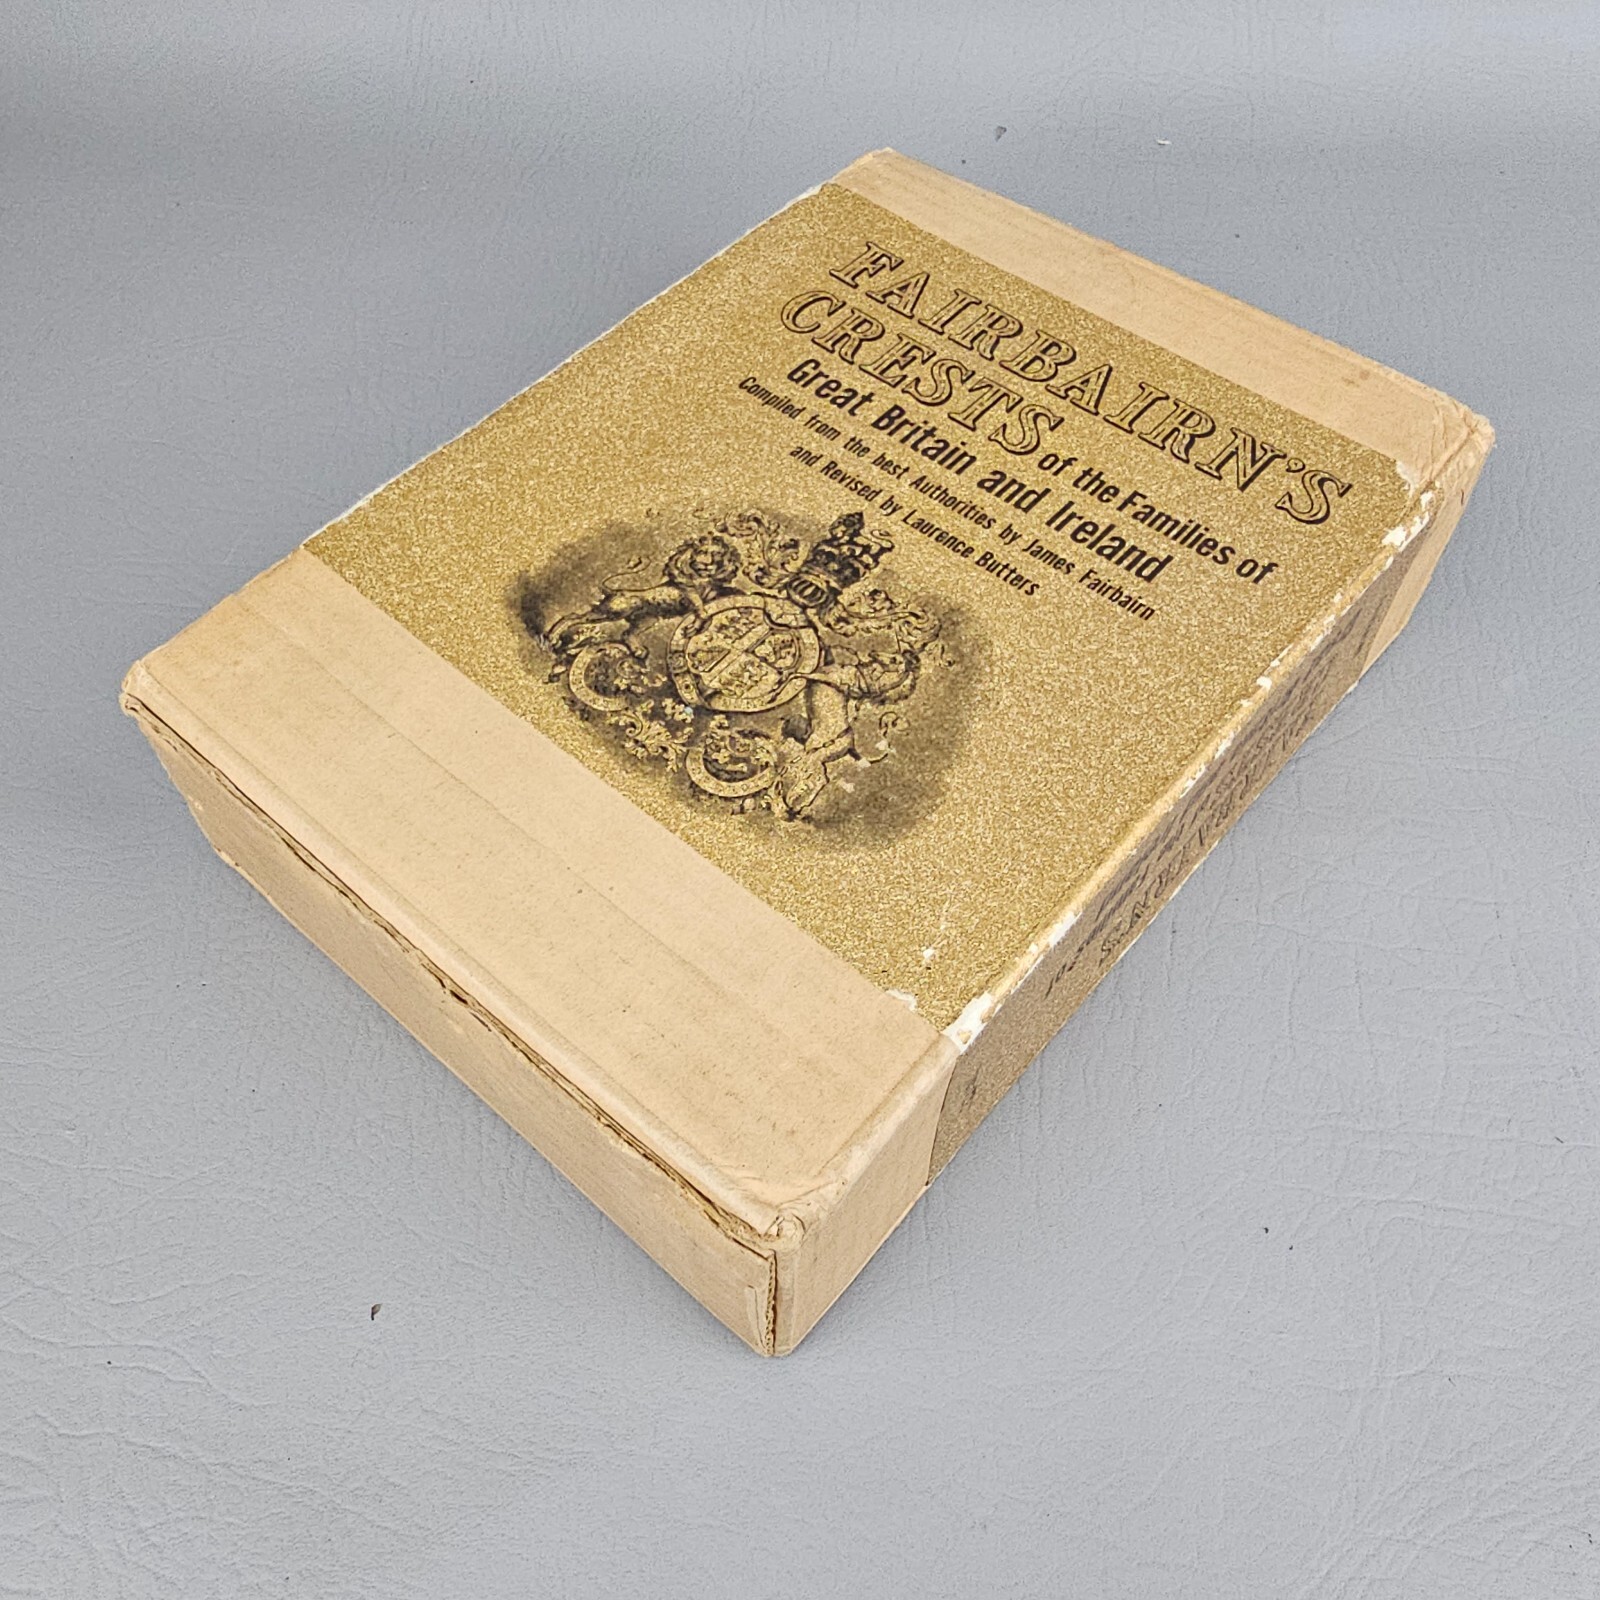 FAIRBAIRN'S
CRESTS of the Families of
Great Britain and Ireland
Compiled from the best Authorities by James Fairbairn
and Revised by Laurence Butters